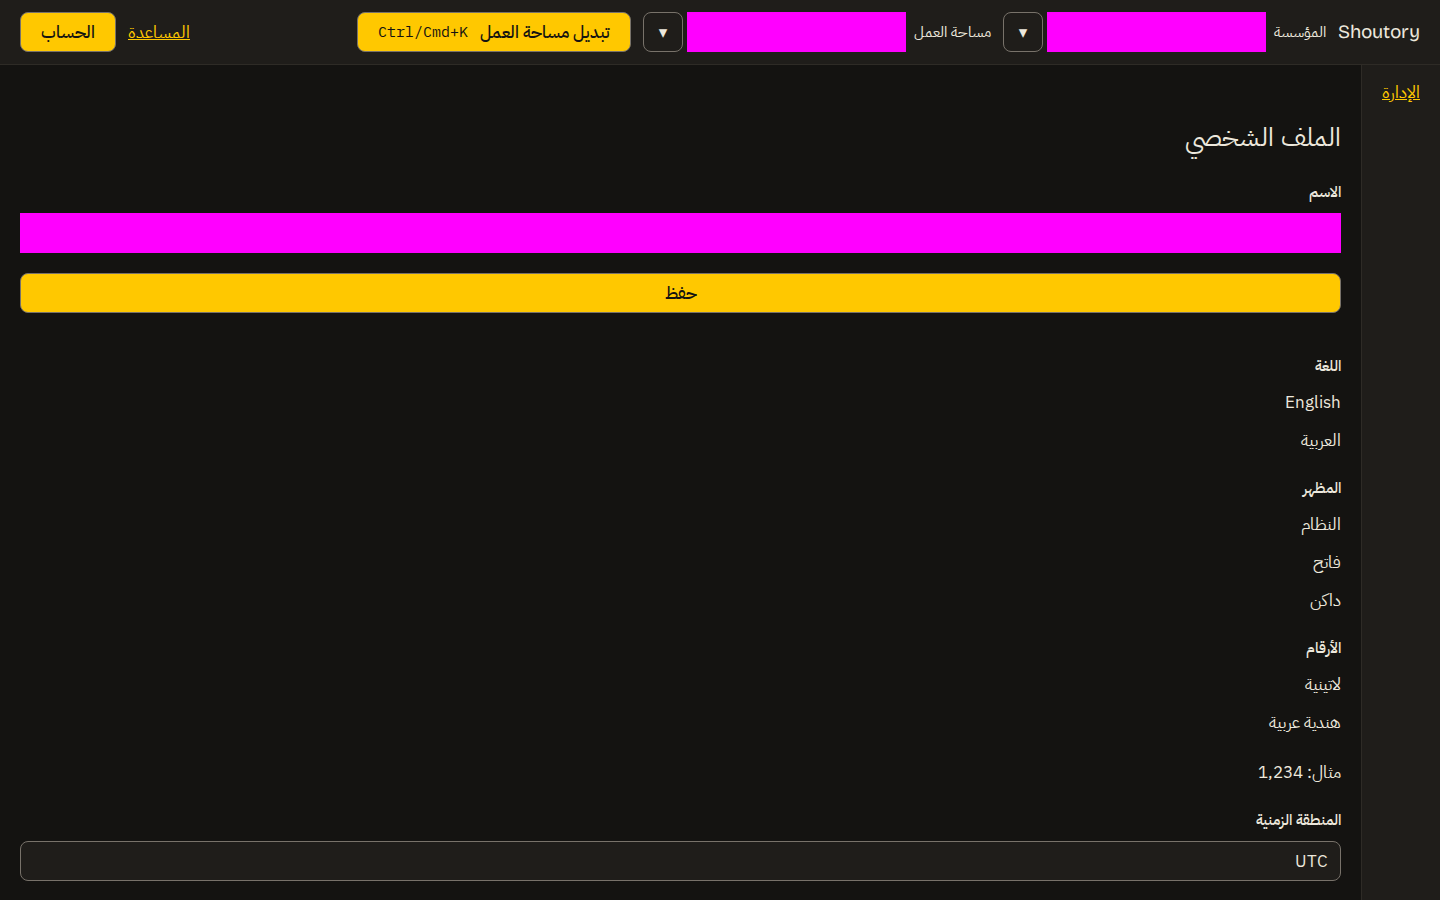 Shoutory المؤسسة ▼ مساحة العمل ▼ تبديل مساحة العمل Ctrl/Cmd+K المساعدة الحساب
الإدارة
الملف الشخصي
الاسم
حفظ
اللغة
English
العربية
المظهر
النظام
فاتح
داكن
الأرقام
لاتينية
هندية عربية
مثال: 1,234
المنطقة الزمنية
UTC